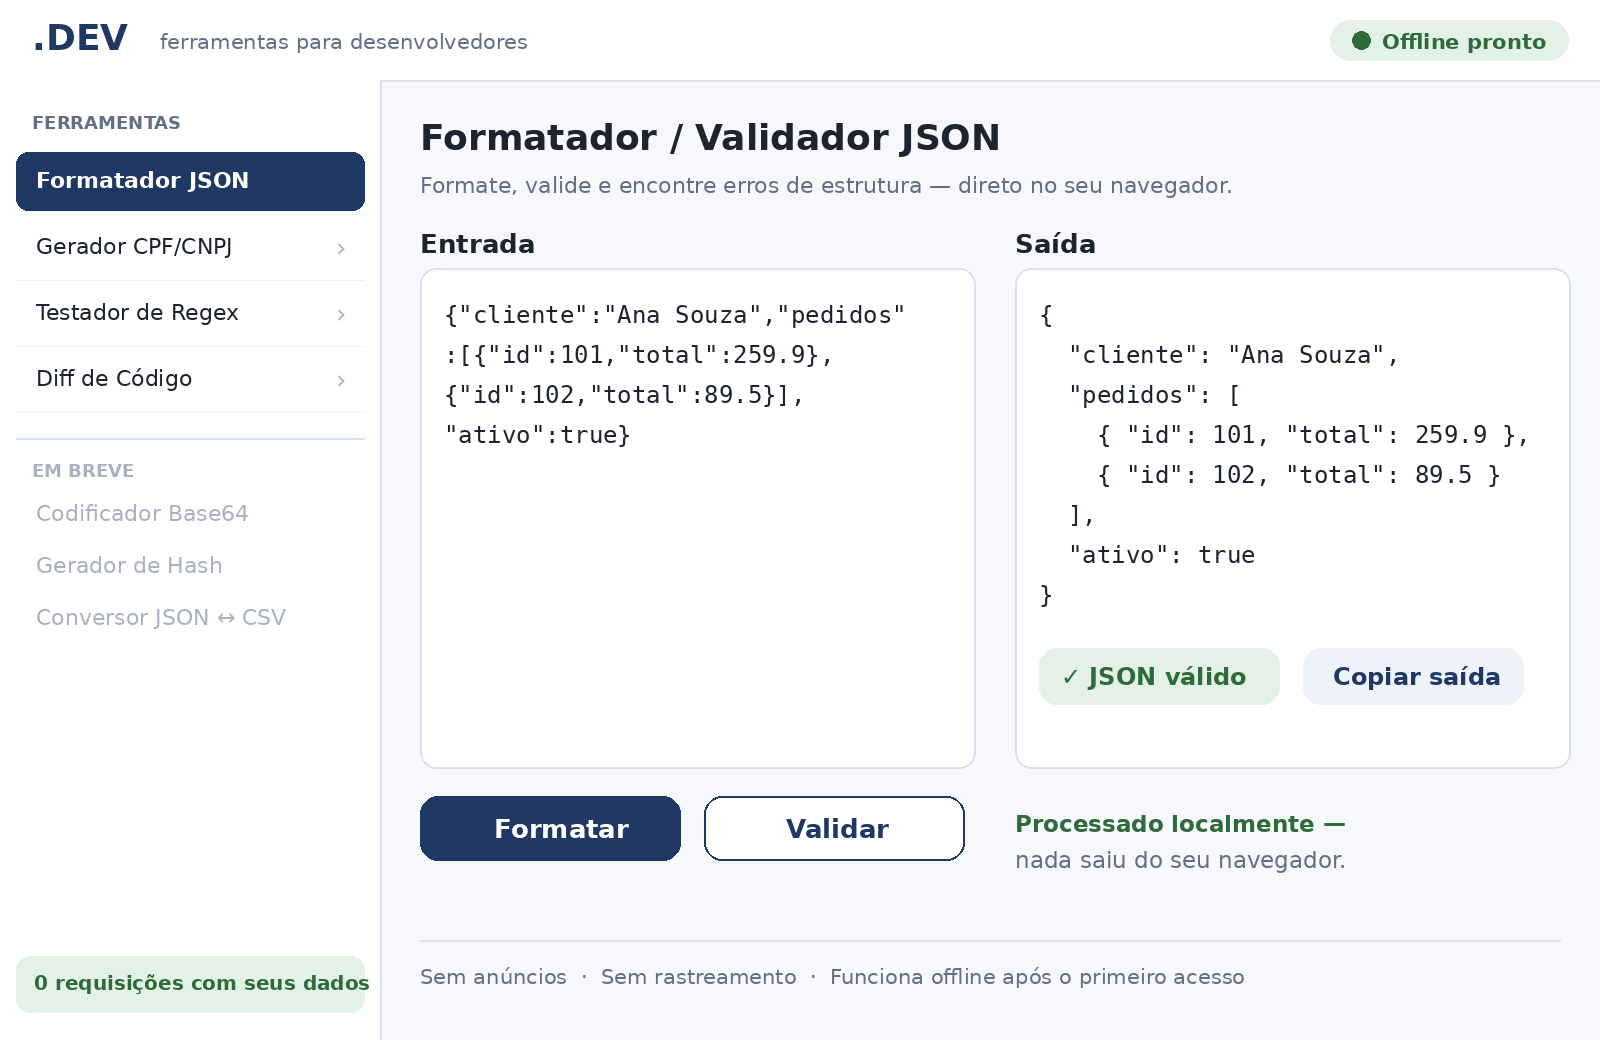 .DEV
ferramentas para desenvolvedores
Offline pronto
FERRAMENTAS
Formatador JSON
Gerador CPF/CNPJ ›
Testador de Regex ›
Diff de Código ›
EM BREVE
Codificador Base64
Gerador de Hash
Conversor JSON ↔ CSV
0 requisições com seus dados
Formatador / Validador JSON
Formate, valide e encontre erros de estrutura — direto no seu navegador.
Entrada
{"cliente":"Ana Souza","pedidos"
:[{"id":101,"total":259.9},
{"id":102,"total":89.5}],
"ativo":true}
Formatar
Validar
Saída
{
  "cliente": "Ana Souza",
  "pedidos": [
    { "id": 101, "total": 259.9 },
    { "id": 102, "total": 89.5 }
  ],
  "ativo": true
}
✓ JSON válido
Copiar saída
Processado localmente —
nada saiu do seu navegador.
Sem anúncios · Sem rastreamento · Funciona offline após o primeiro acesso